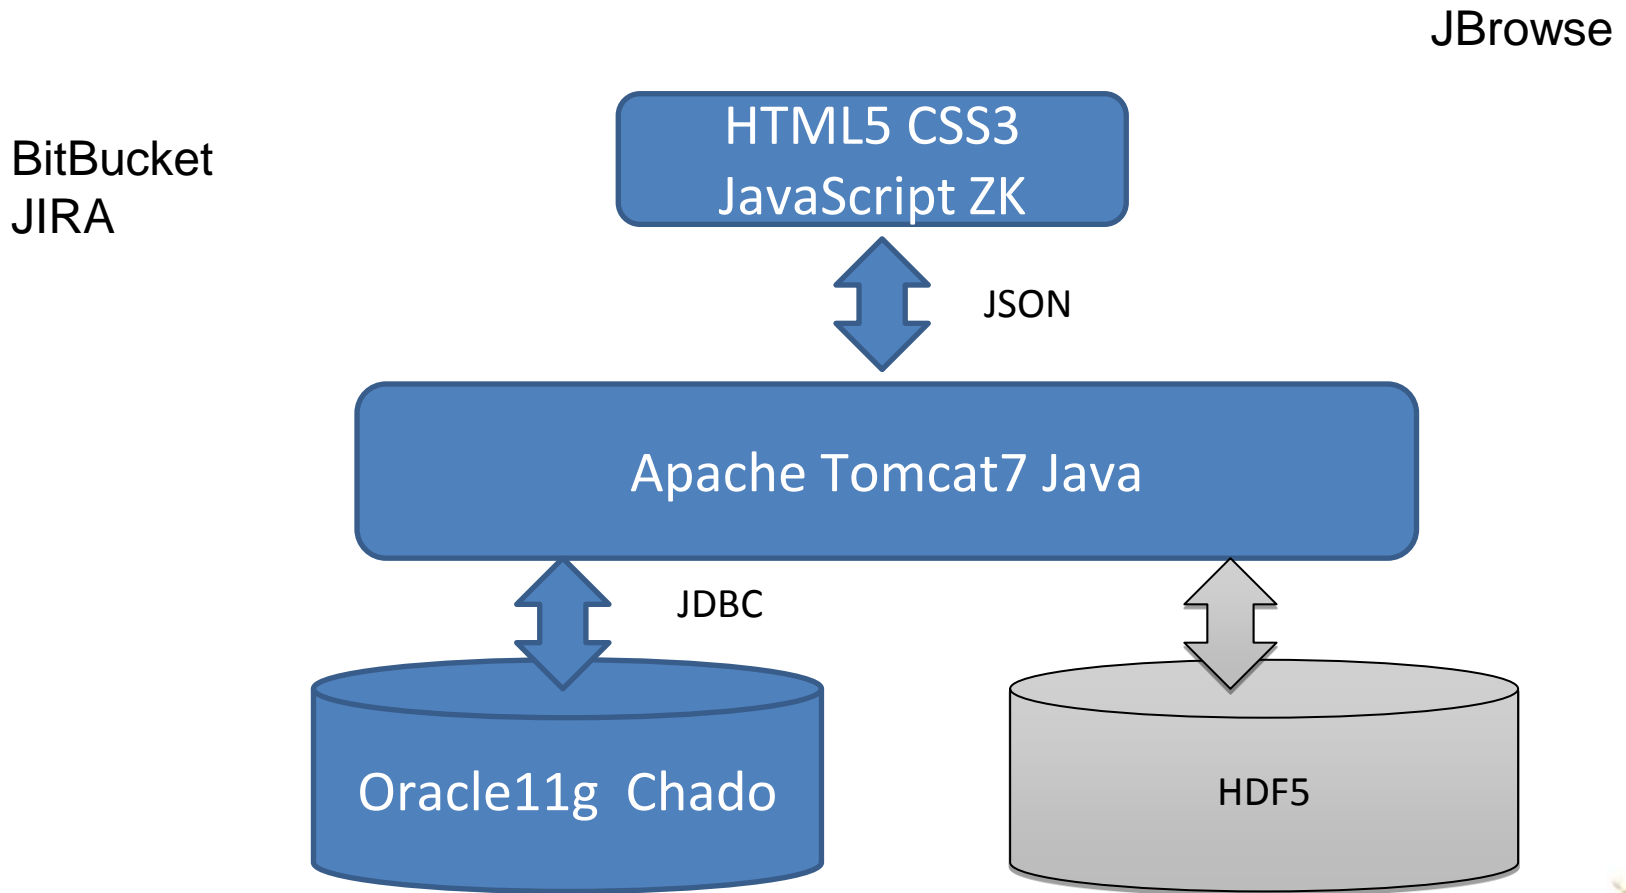 JBrowse
HTML5 CSS3
JavaScript ZK
BitBucket
JIRA
JSON
Apache Tomcat7 Java
JDBC
Oracle11g  Chado
HDF5